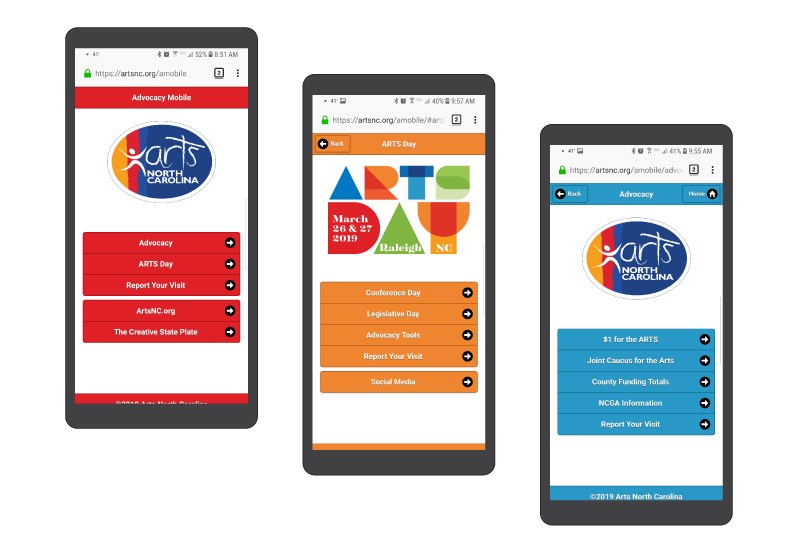 41° 52% 8:51 AM
https://artsnc.org/amobile 2
Advocacy Mobile
arts
NORTH
CAROLINA
Advocacy
ARTS Day
Report Your Visit
ArtsNC.org
The Creative State Plate
©2019 Arts North Carolina
41° 40% 9:57 AM
https://artsnc.org/amobile/#arts 2
Back ARTS Day
ARTS
DAY
March
26 & 27
2019
Raleigh NC
Conference Day
Legislative Day
Advocacy Tools
Report Your Visit
Social Media
41° 41% 9:55 AM
https://artsnc.org/amobile/advo 2
Back Advocacy Home
arts
NORTH
CAROLINA
$1 for the ARTS
Joint Caucus for the Arts
County Funding Totals
NCGA Information
Report Your Visit
©2019 Arts North Carolina